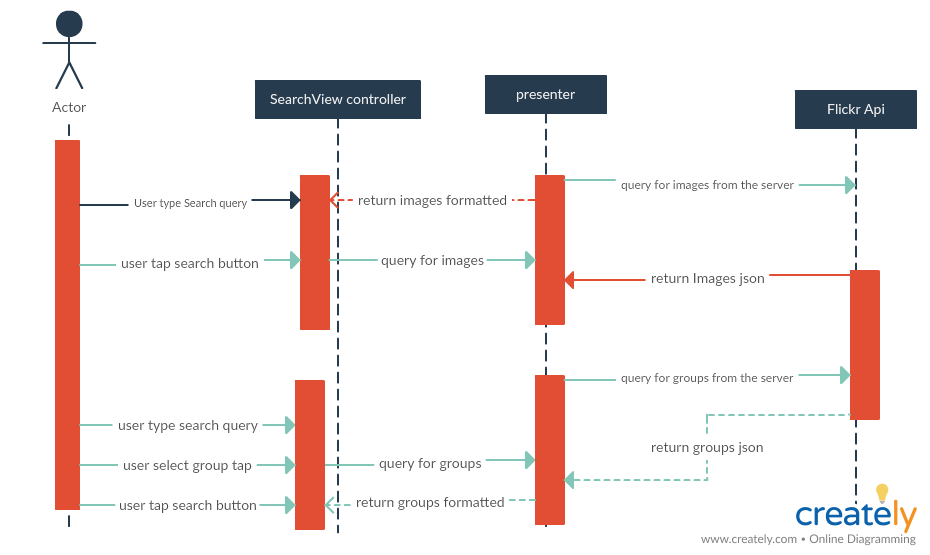 Actor
SearchView controller
presenter
Flickr Api
User type Search query
return images formatted
query for images from the server
user tap search button
query for images
return Images json
query for groups from the server
user type search query
return groups json
user select group tap
query for groups
user tap search button
return groups formatted
creately
www.creately.com • Online Diagramming